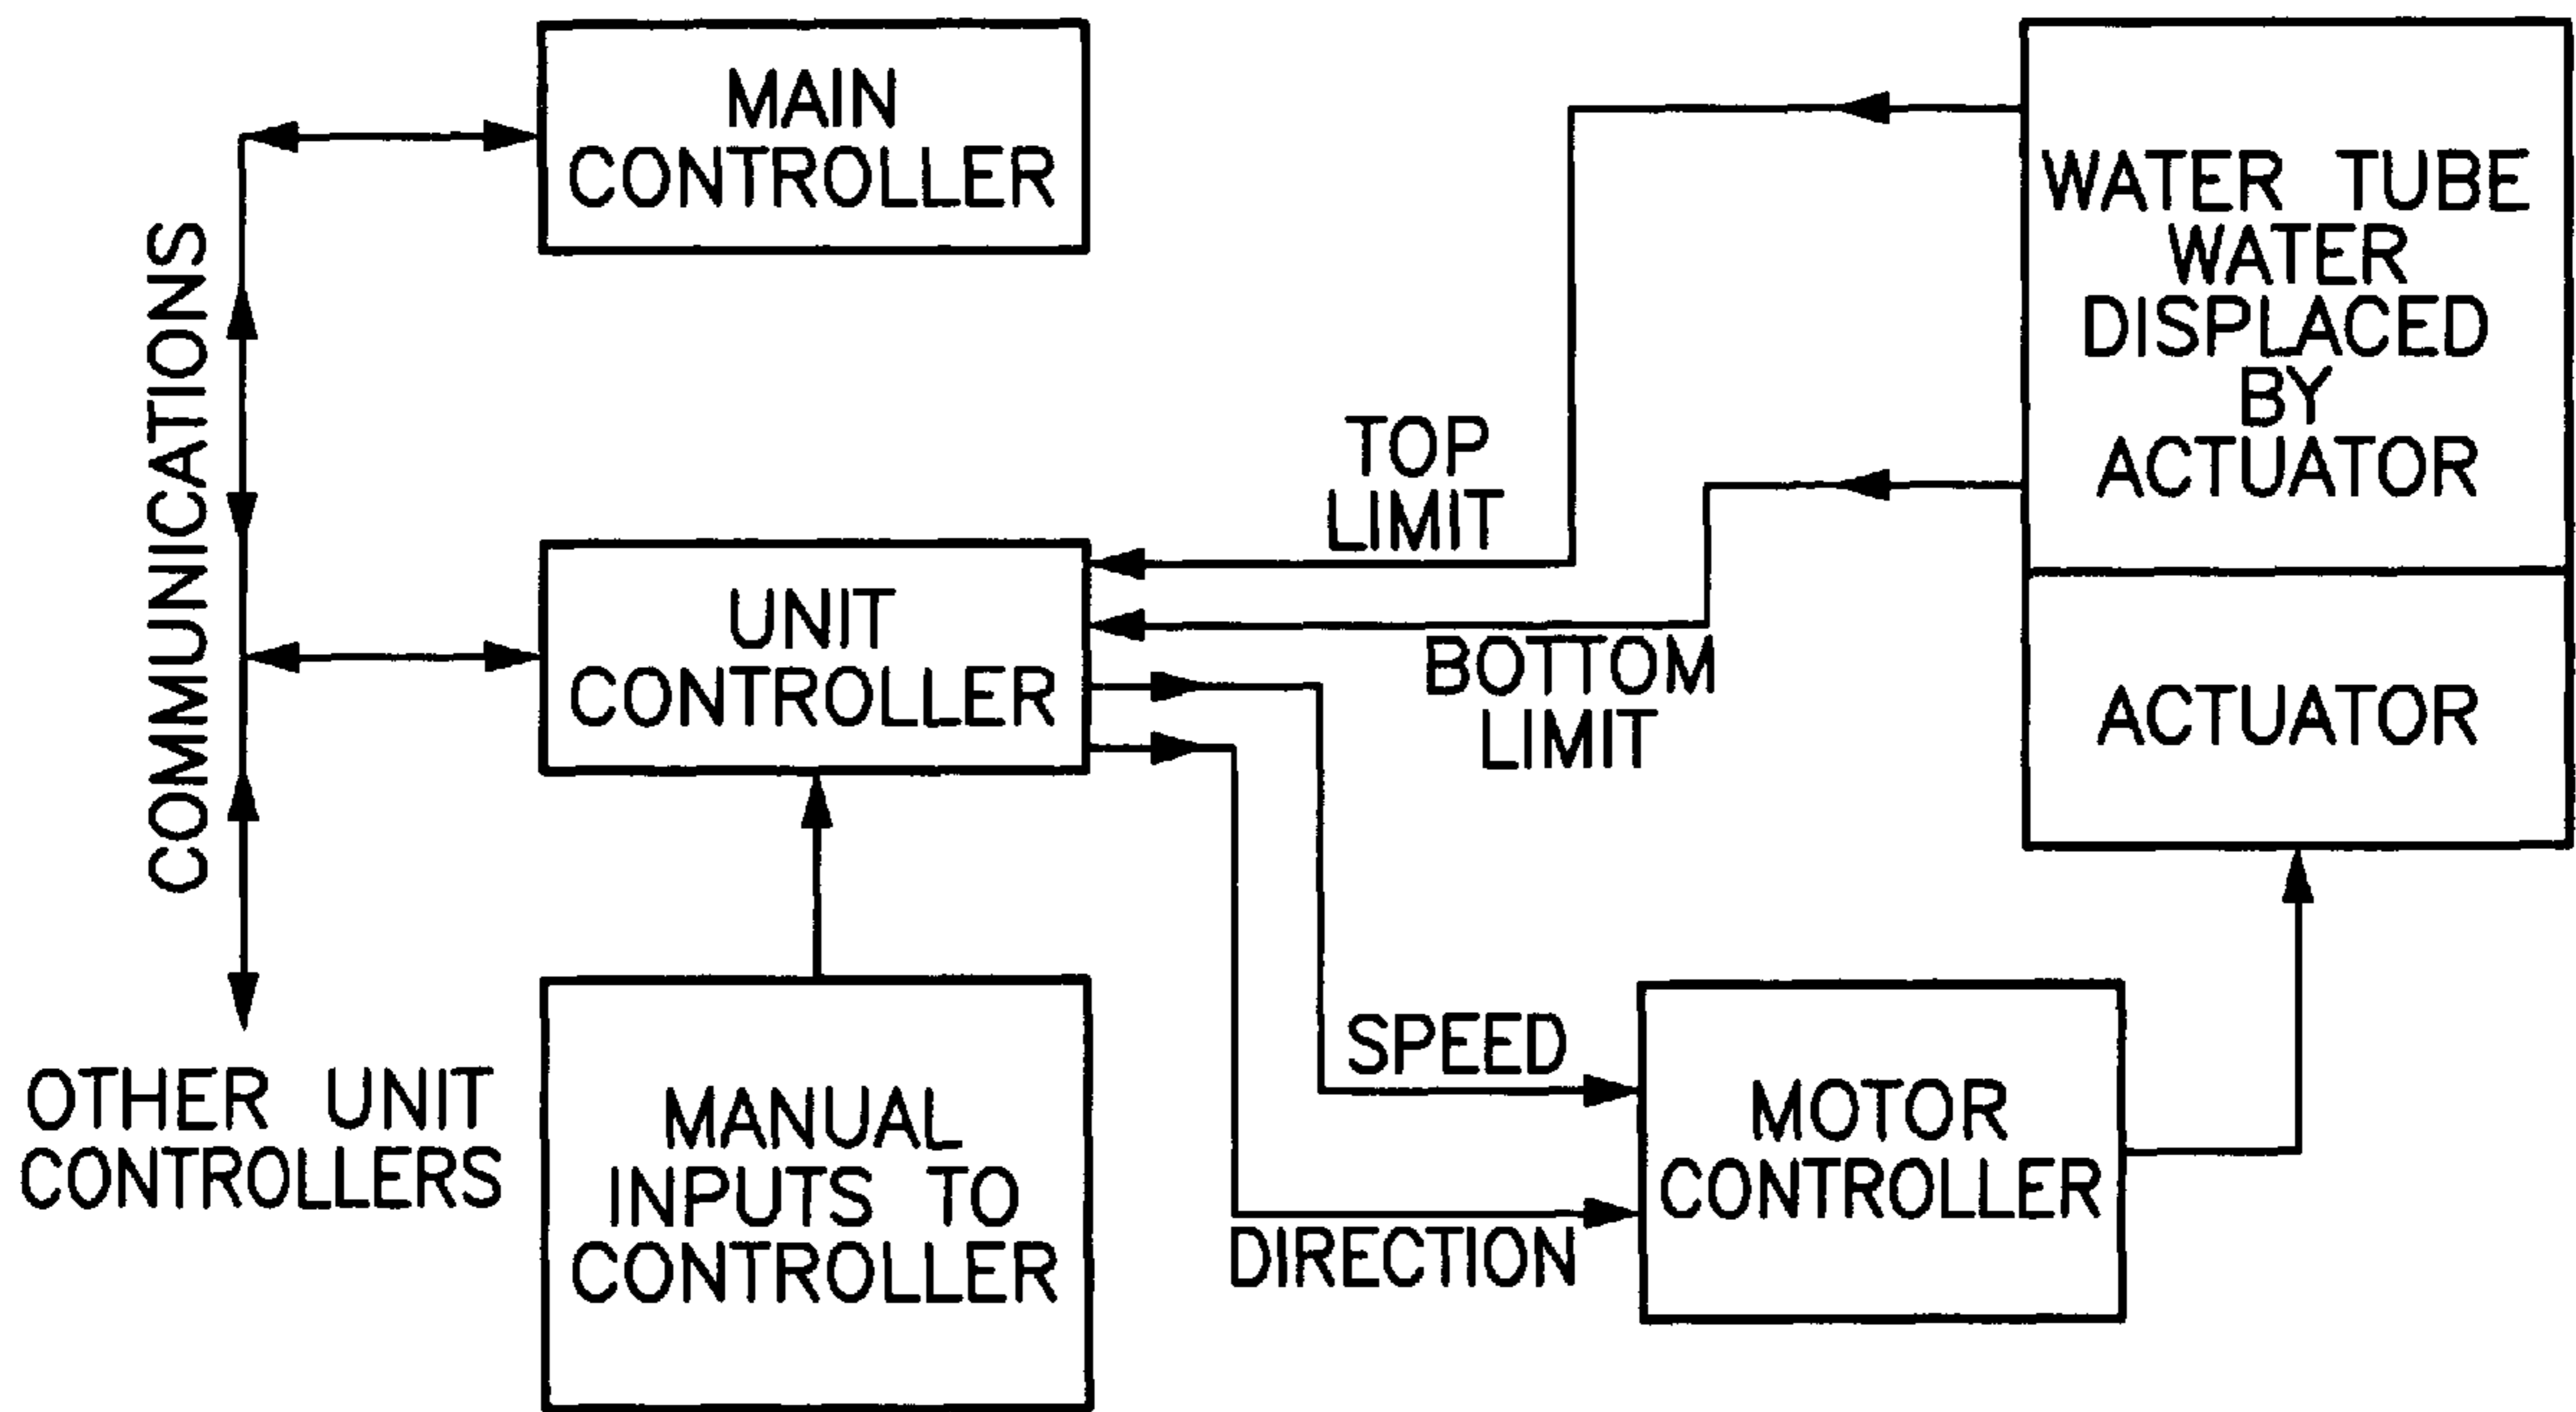 MAIN
CONTROLLER
WATER TUBE
WATER
DISPLACED
BY
ACTUATOR
COMMUNICATIONS
TOP
LIMIT
UNIT
CONTROLLER
BOTTOM
LIMIT
ACTUATOR
OTHER UNIT
CONTROLLERS
MANUAL
INPUTS TO
CONTROLLER
SPEED
DIRECTION
MOTOR
CONTROLLER